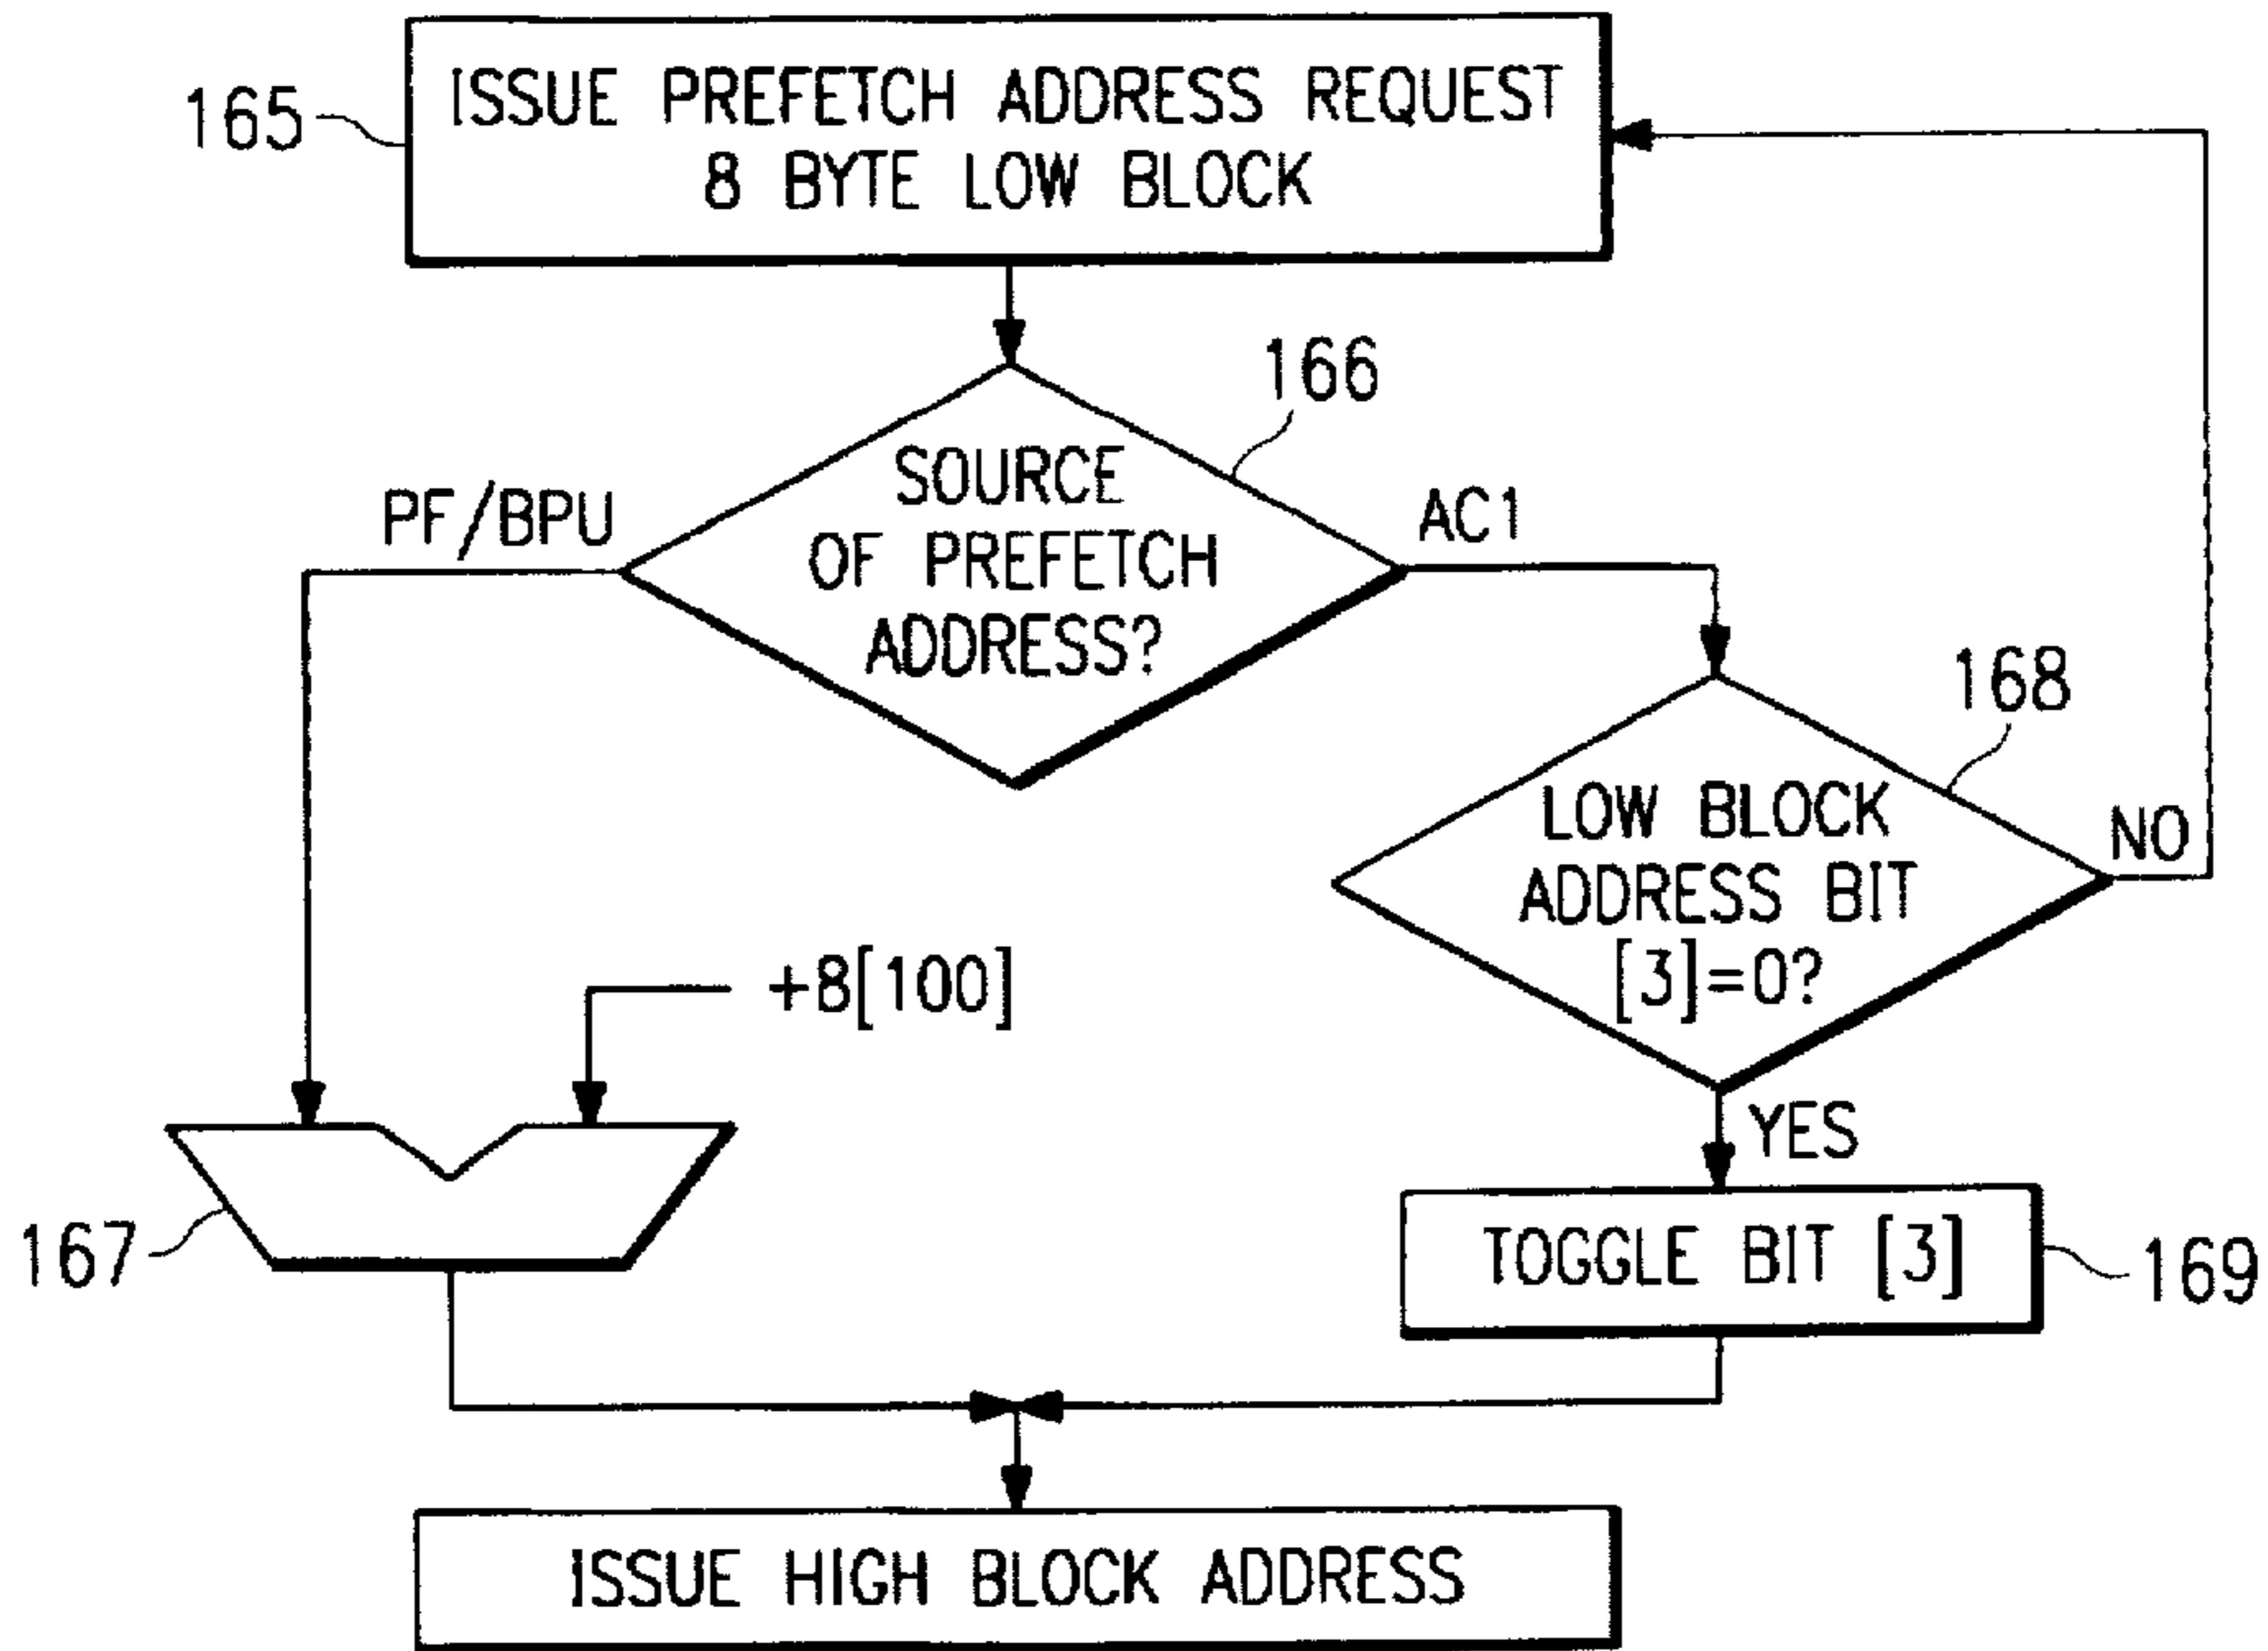 165
ISSUE PREFETCH ADDRESS REQUEST
8 BYTE LOW BLOCK
166
SOURCE
OF PREFETCH
ADDRESS?
PF/BPU
AC1
168
LOW BLOCK
ADDRESS BIT
[3]=0?
NO
+8[100]
YES
167
TOGGLE BIT [3]
169
ISSUE HIGH BLOCK ADDRESS